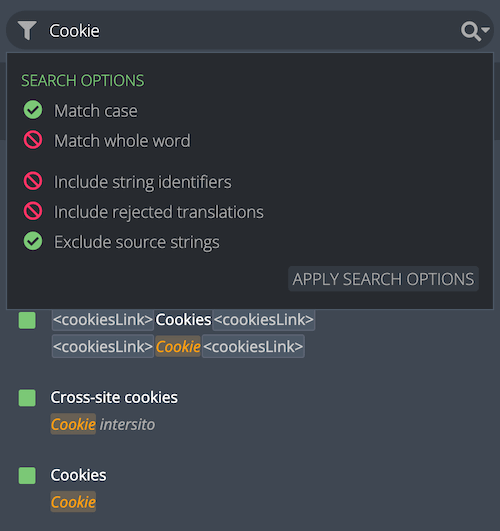 Cookie
SEARCH OPTIONS
Match case
Match whole word
Include string identifiers
Include rejected translations
Exclude source strings
APPLY SEARCH OPTIONS
<cookiesLink>Cookies<cookiesLink>
<cookiesLink>Cookie<cookiesLink>
Cross-site cookies
Cookie intersito
Cookies
Cookie